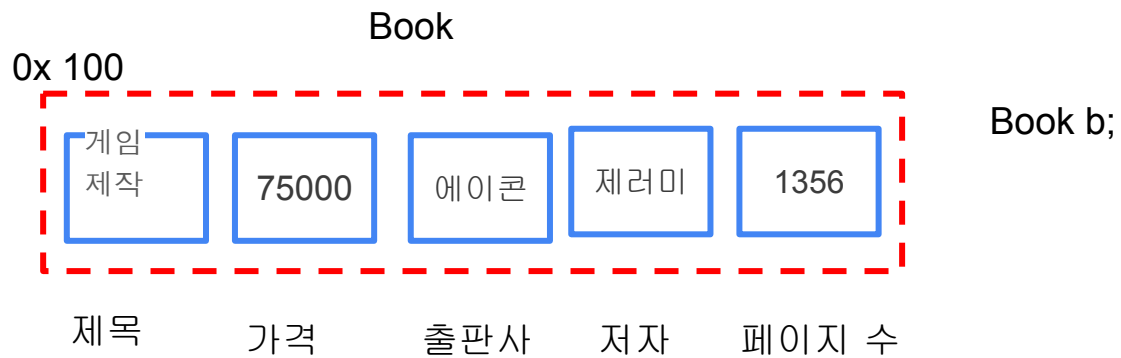 Book
0x 100
Book b;
게임
제작
75000
에이콘
제러미
1356
제목
가격
출판사
저자
페이지 수